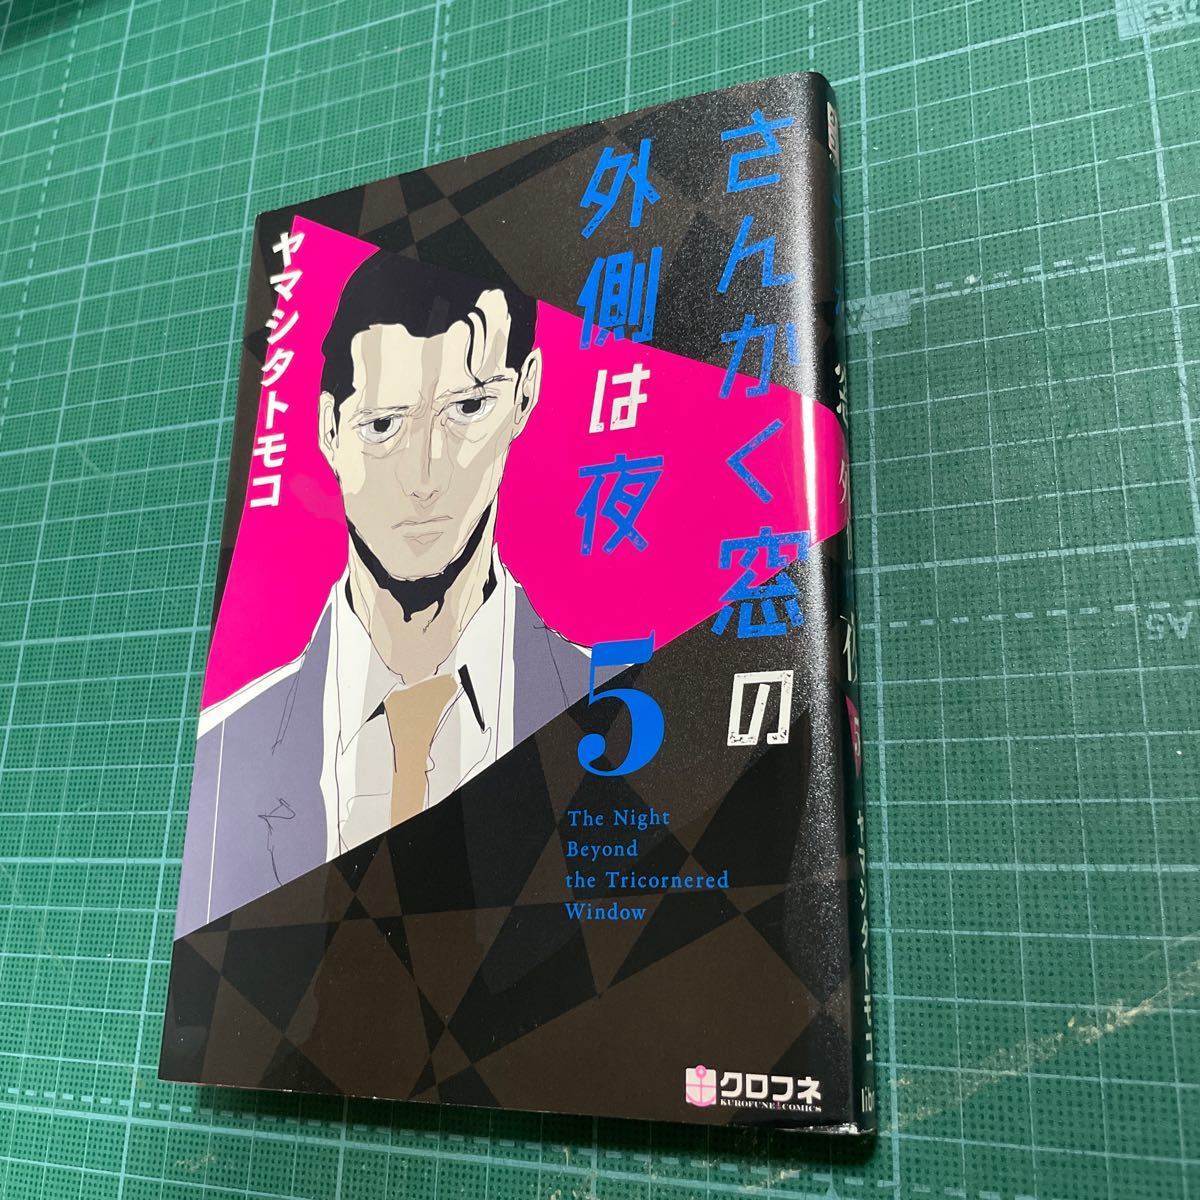 さんかく窓の
外側は夜
5
The Night
Beyond
the Tricornered
Window
ヤマシタトモコ
クロフネ
KUROFUNE COMICS
A5